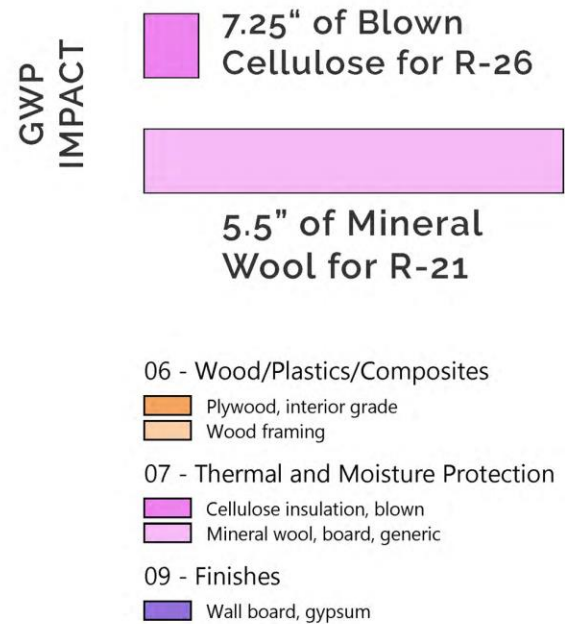 GWP
IMPACT
7.25“ of Blown
Cellulose for R-26
5.5” of Mineral
Wool for R-21
06 - Wood/Plastics/Composites
Plywood, interior grade
Wood framing
07 - Thermal and Moisture Protection
Cellulose insulation, blown
Mineral wool, board, generic
09 - Finishes
Wall board, gypsum